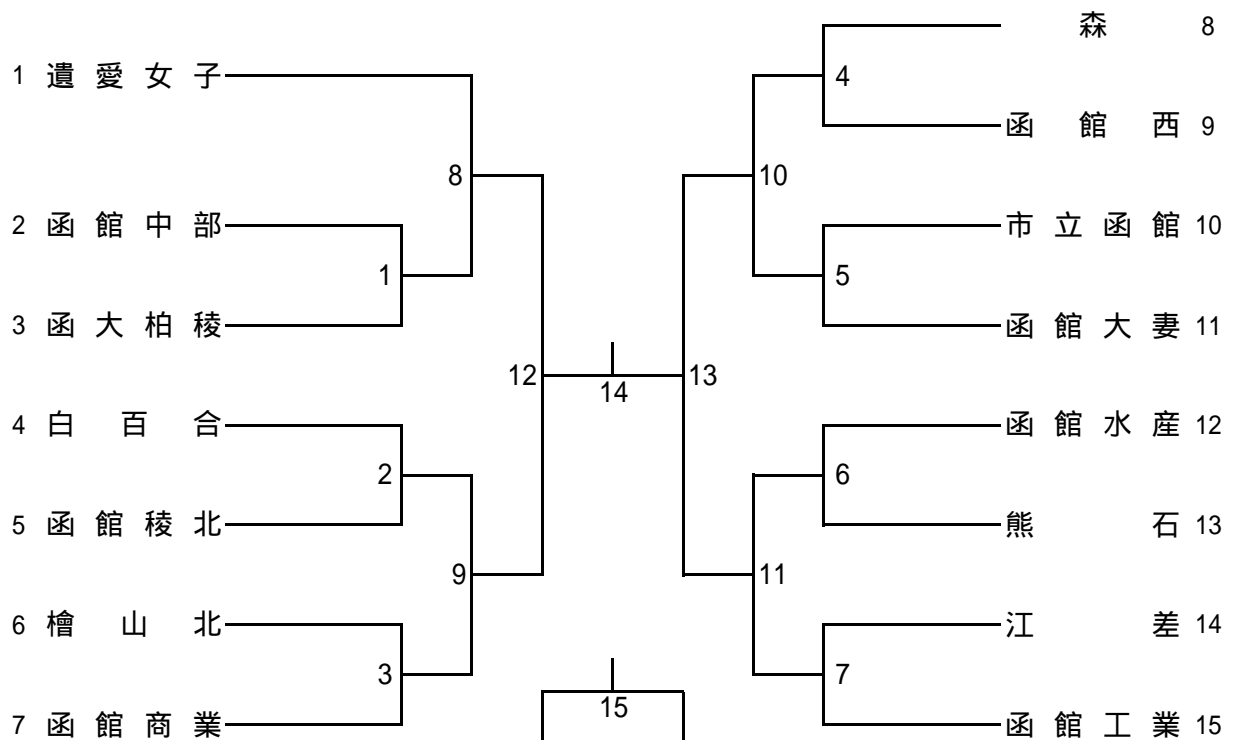 森 8
1 遺愛女子
4
函館西 9
8
10
2 函館中部
市立函館 10
1
5
3 函大柏稜
函館大妻 11
12
14
13
4 白百合
函館水産 12
2
6
5 函館稜北
熊石 13
9
11
6 檜山北
江差 14
3
7
15
7 函館商業
函館工業 15